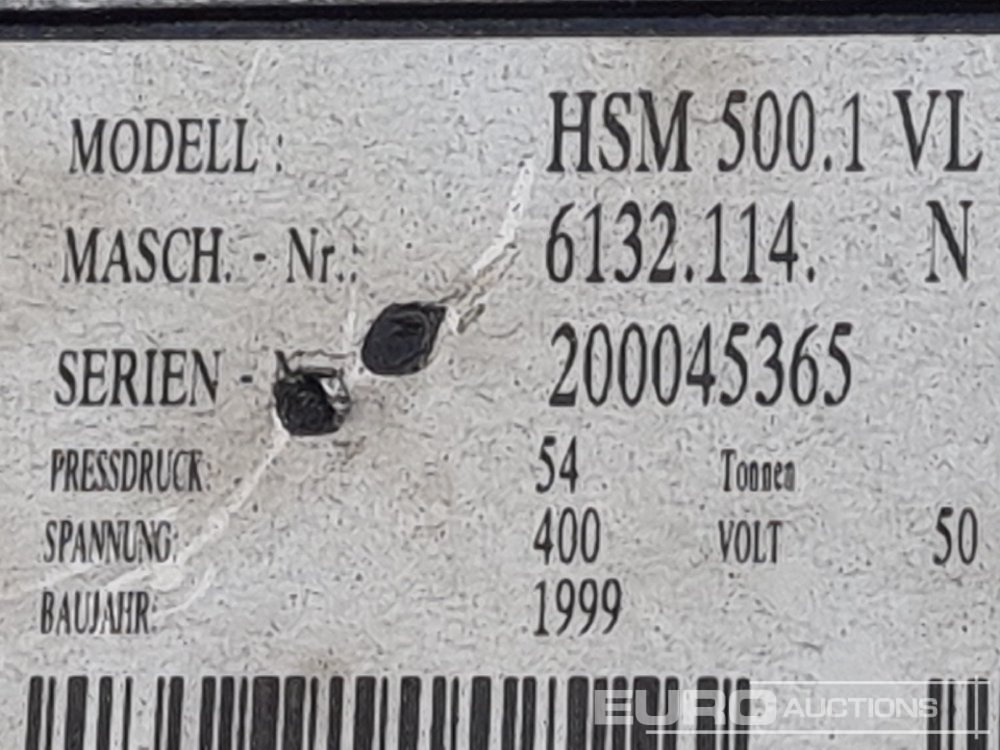 MODELL : HSM 500.1 VL
MASCH. - Nr.: 6132.114. N
SERIEN - 200045365
PRESSDRUCK: 54 Tonnen
SPANNUNG: 400 VOLT 50
BAUJAHR: 1999
EURO AUCTIONS